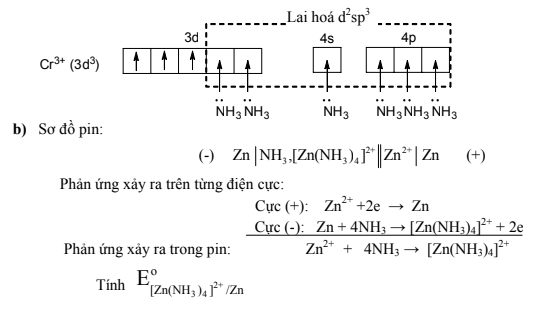 Lai hoá d²sp³
3d 4s 4p
Cr³⁺ (3d³)
NH₃ NH₃ NH₃ NH₃ NH₃ NH₃
b) Sơ đồ pin:
(-) Zn | NH₃,[Zn(NH₃)₄]²⁺ || Zn²⁺ | Zn (+)
Phản ứng xảy ra trên từng điện cực:
Cực (+): Zn²⁺ +2e → Zn
Cực (-): Zn + 4NH₃ → [Zn(NH₃)₄]²⁺ + 2e
Phản ứng xảy ra trong pin: Zn²⁺ + 4NH₃ → [Zn(NH₃)₄]²⁺
Tính E°[Zn(NH₃)₄]²⁺/Zn